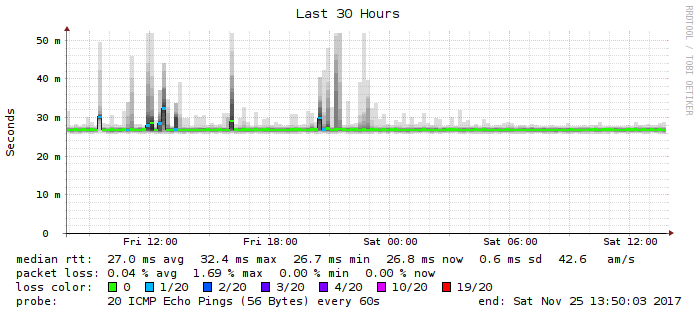 Last 30 Hours
RRDTOOL / TOBI OETIKER
Seconds
50 m
40 m
30 m
20 m
10 m
0
Fri 12:00 Fri 18:00 Sat 00:00 Sat 06:00 Sat 12:00
median rtt: 27.0 ms avg 32.4 ms max 26.7 ms min 26.8 ms now 0.6 ms sd 42.6 am/s
packet loss: 0.04 % avg 1.69 % max 0.00 % min 0.00 % now
loss color: 0 1/20 2/20 3/20 4/20 10/20 19/20
probe: 20 ICMP Echo Pings (56 Bytes) every 60s end: Sat Nov 25 13:50:03 2017